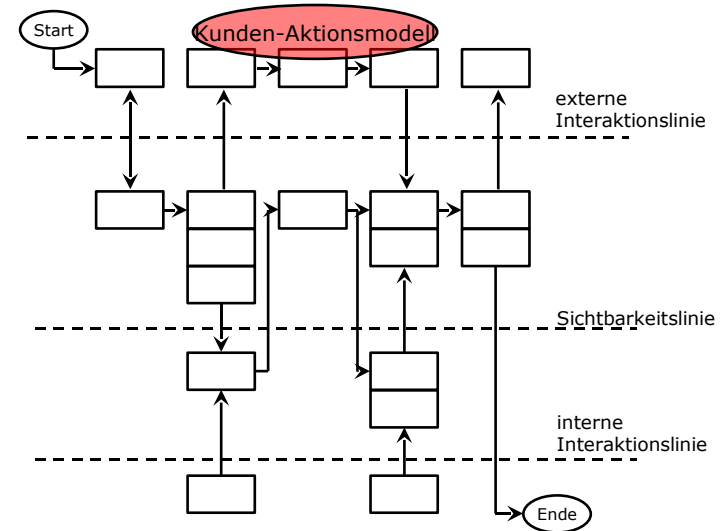 Start
Kunden-Aktionsmodell
externe
Interaktionslinie
Sichtbarkeitslinie
interne
Interaktionslinie
Ende